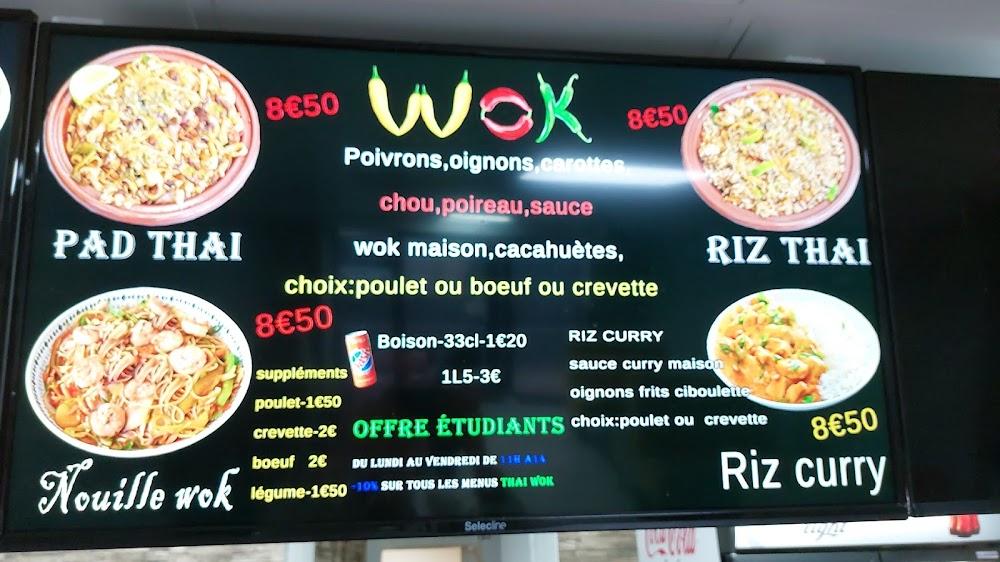 WOK
8€50
8€50
Poivrons,oignons,carottes,
chou,poireau,sauce
wok maison,cacahuètes,
choix:poulet ou boeuf ou crevette
PAD THAI
RIZ THAI
8€50
suppléments
poulet-1€50
crevette-2€
boeuf 2€
légume-1€50
Nouille wok
Boison-33cl-1€20
1L5-3€
OFFRE ÉTUDIANTS
DU LUNDI AU VENDREDI DE 11H A14
-10% SUR TOUS LES MENUS THAI WOK
RIZ CURRY
sauce curry maison
oignons frits ciboulette
choix:poulet ou crevette
8€50
Riz curry
Selecline
light